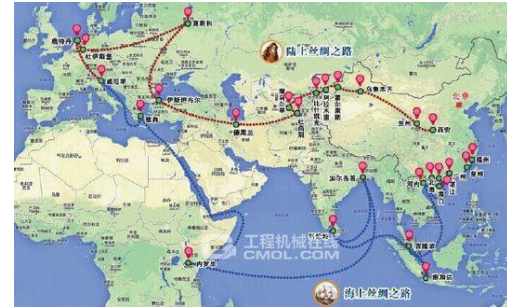 莫斯科
鹿特丹
杜伊斯堡
陆上丝绸之路
威尼斯
伊斯坦布尔
乌鲁木齐
北京
雅典
德黑兰
杜尚别
兰州
西安
福州
泉州
广州
湛江
海口
北海
河内
加尔各答
科伦坡
吉隆坡
内罗毕
雅加达
工程机械在线
CMOL.COM
海上丝绸之路